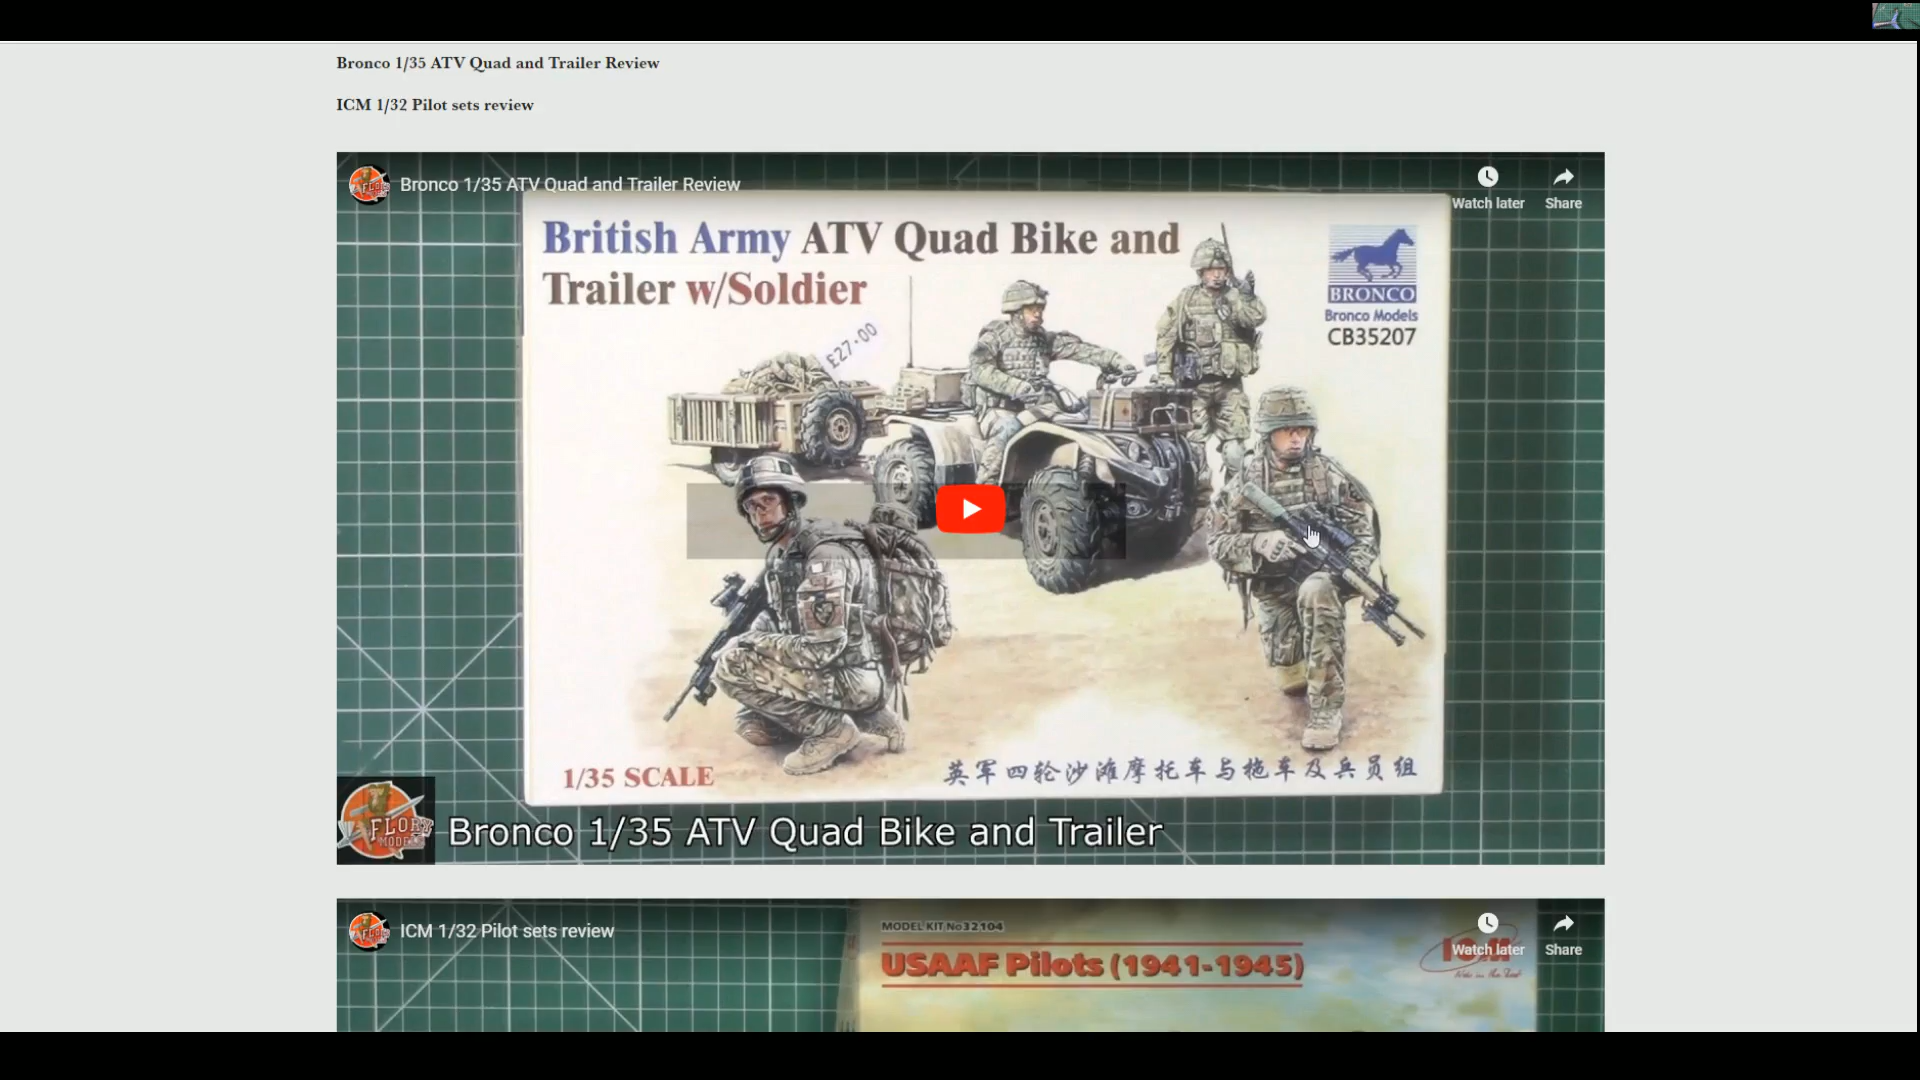 Bronco 1/35 ATV Quad and Trailer Review
ICM 1/32 Pilot sets review
Bronco 1/35 ATV Quad and Trailer Review
Watch later
Share
British Army ATV Quad Bike and
Trailer w/Soldier
£27.00
BRONCO
Bronco Models
CB35207
1/35 SCALE
英军四轮沙滩摩托车与拖车及兵员组
FLORY
MODELS
Bronco 1/35 ATV Quad Bike and Trailer
ICM 1/32 Pilot sets review
MODEL KIT No32104
USAAF Pilots (1941-1945)
ICM
Watch later
Share